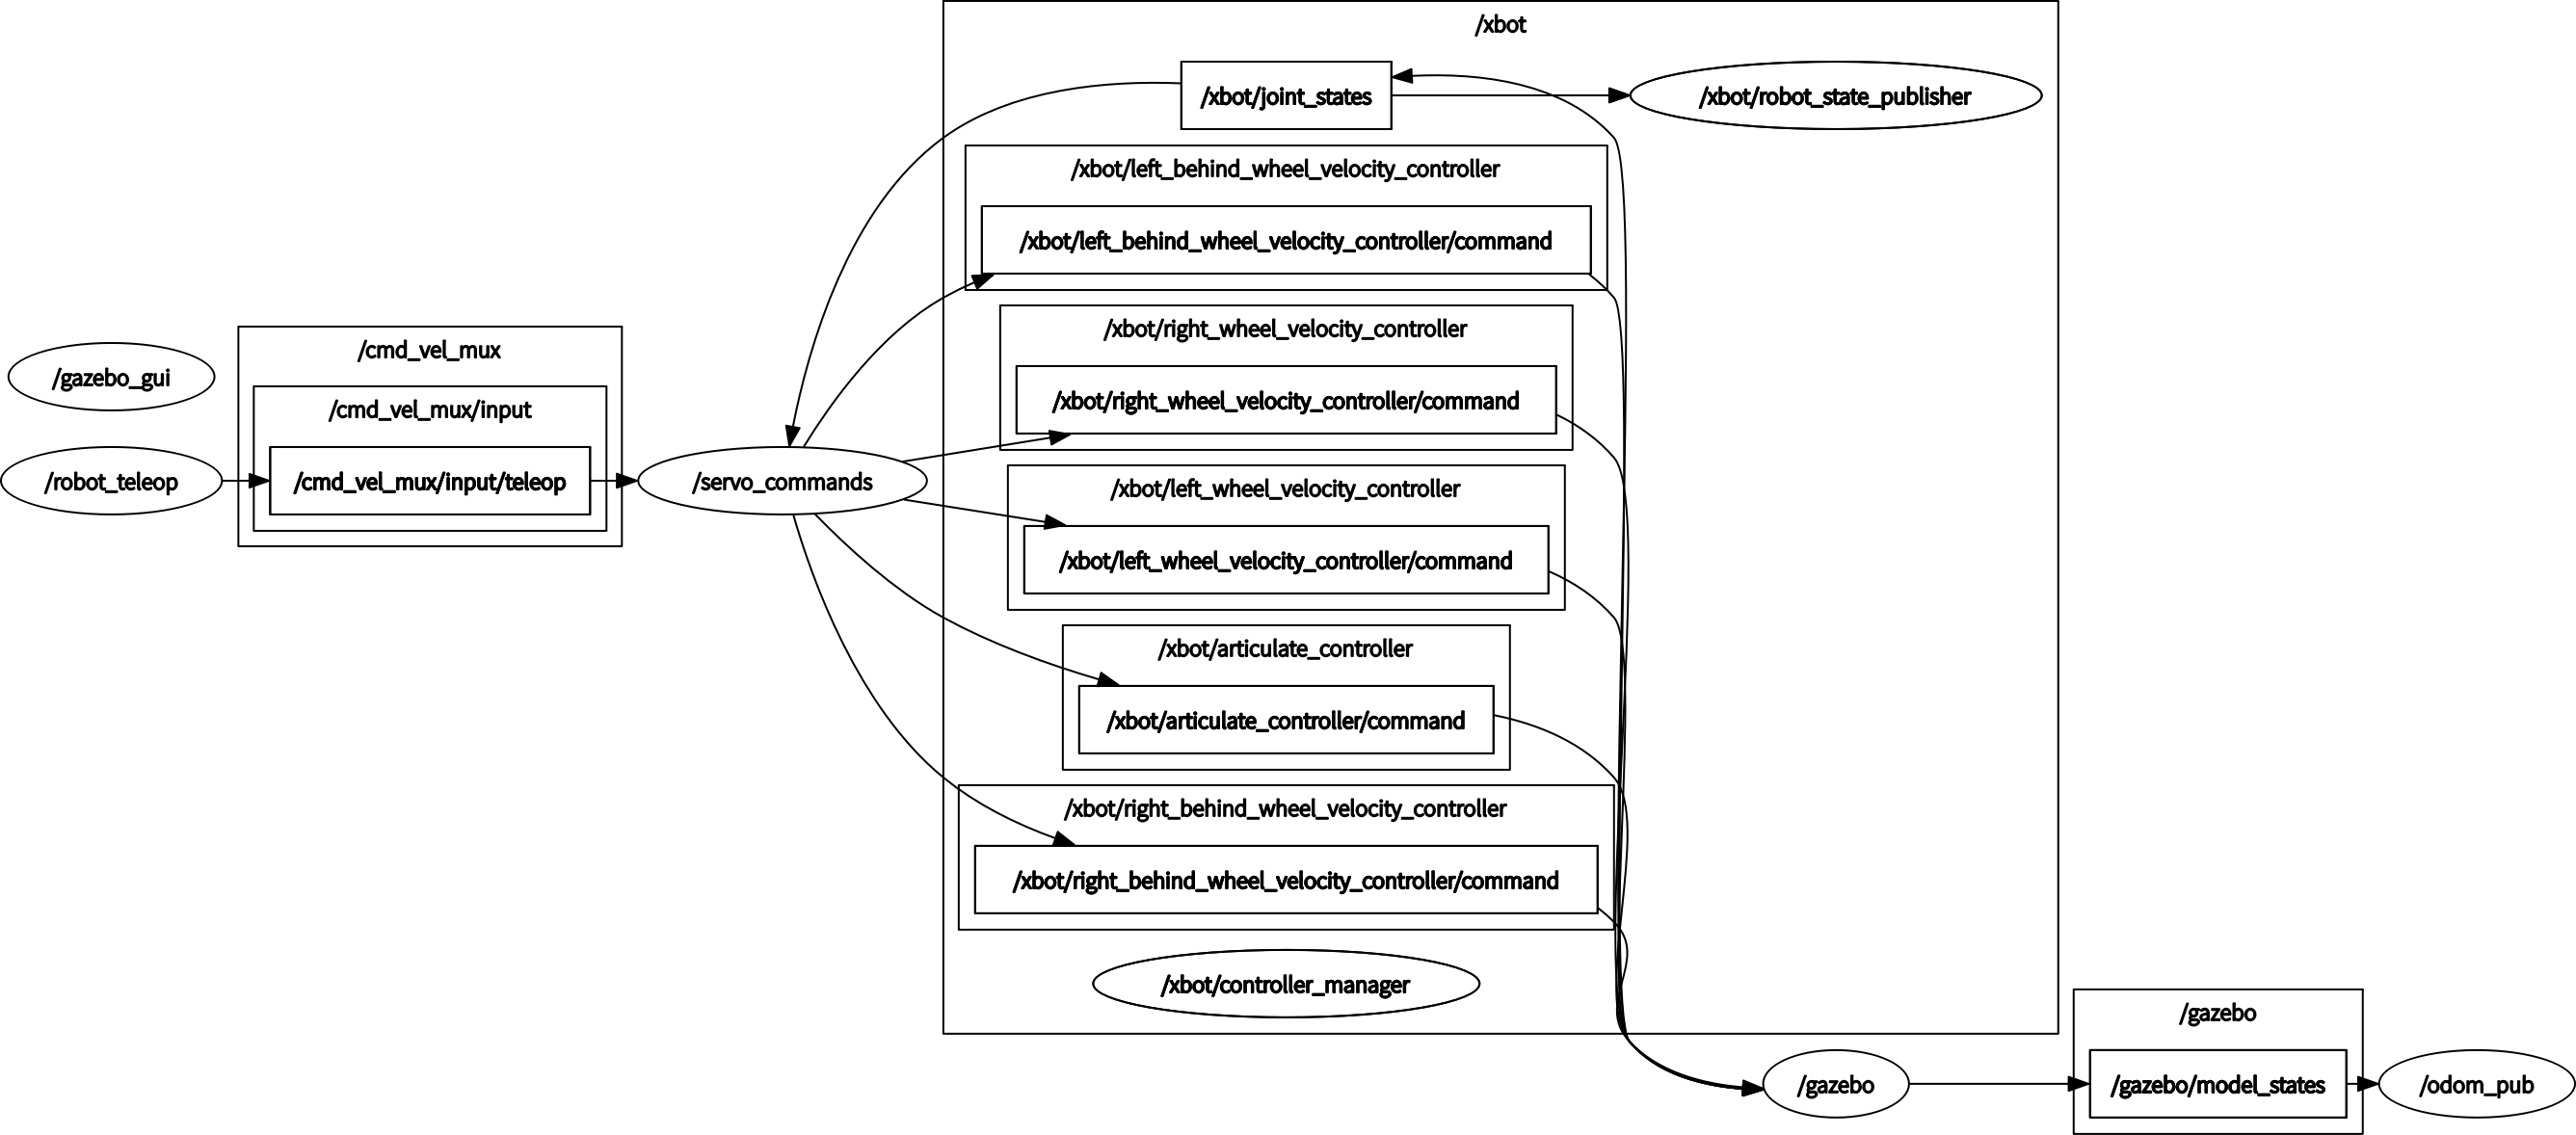 /xbot
/xbot/joint_states
/xbot/robot_state_publisher
/xbot/left_behind_wheel_velocity_controller
/xbot/left_behind_wheel_velocity_controller/command
/xbot/right_wheel_velocity_controller
/cmd_vel_mux
/gazebo_gui
/xbot/right_wheel_velocity_controller/command
/cmd_vel_mux/input
/robot_teleop
/cmd_vel_mux/input/teleop
/servo_commands
/xbot/left_wheel_velocity_controller
/xbot/left_wheel_velocity_controller/command
/xbot/articulate_controller
/xbot/articulate_controller/command
/xbot/right_behind_wheel_velocity_controller
/xbot/right_behind_wheel_velocity_controller/command
/xbot/controller_manager
/gazebo
/gazebo
/gazebo/model_states
/odom_pub